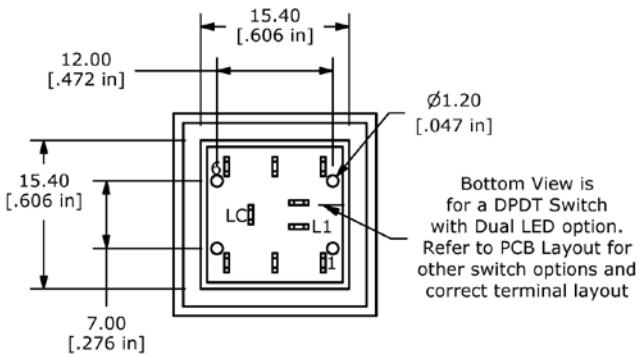 15.40
[.606 in]
12.00
[.472 in]
Ø1.20
[.047 in]
15.40
[.606 in]
6
LC
L1
1
Bottom View is
for a DPDT Switch
with Dual LED option.
Refer to PCB Layout for
other switch options and
correct terminal layout
7.00
[.276 in]